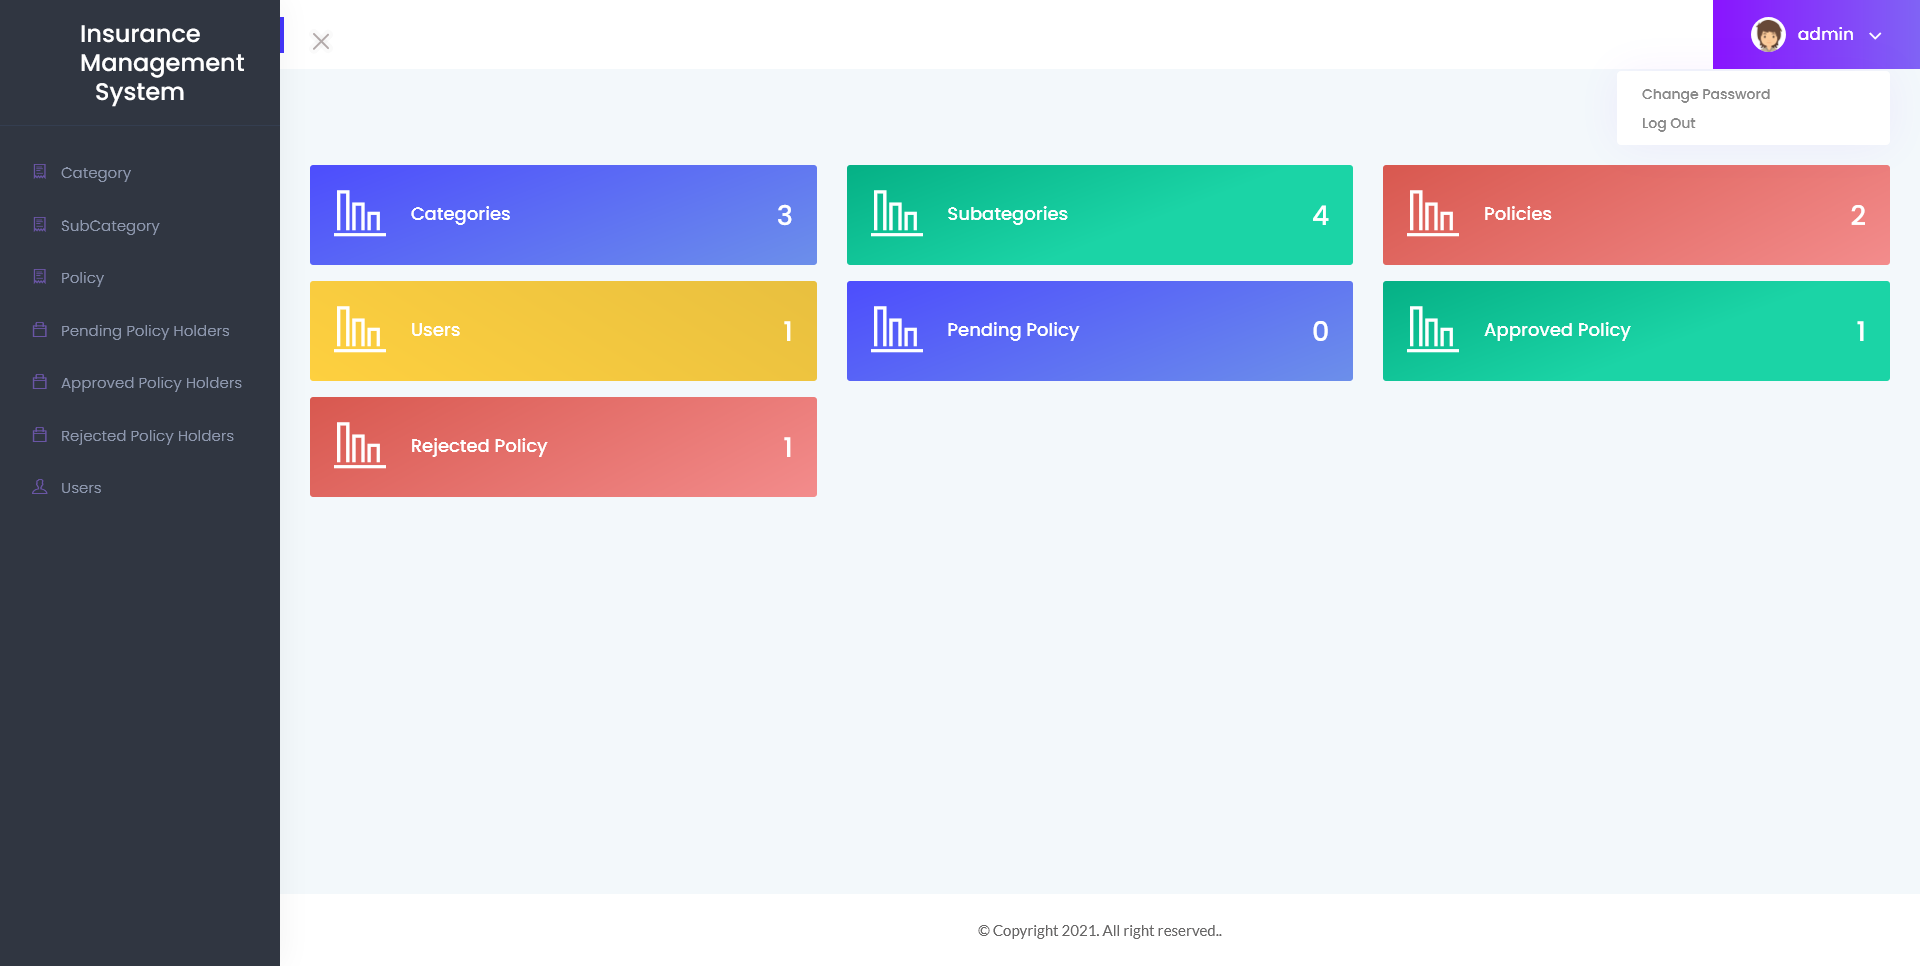 Insurance
Management
System
Category
SubCategory
Policy
Pending Policy Holders
Approved Policy Holders
Rejected Policy Holders
Users
admin
Change Password
Log Out
Categories 3
Subategories 4
Policies 2
Users 1
Pending Policy 0
Approved Policy 1
Rejected Policy 1
© Copyright 2021. All right reserved..